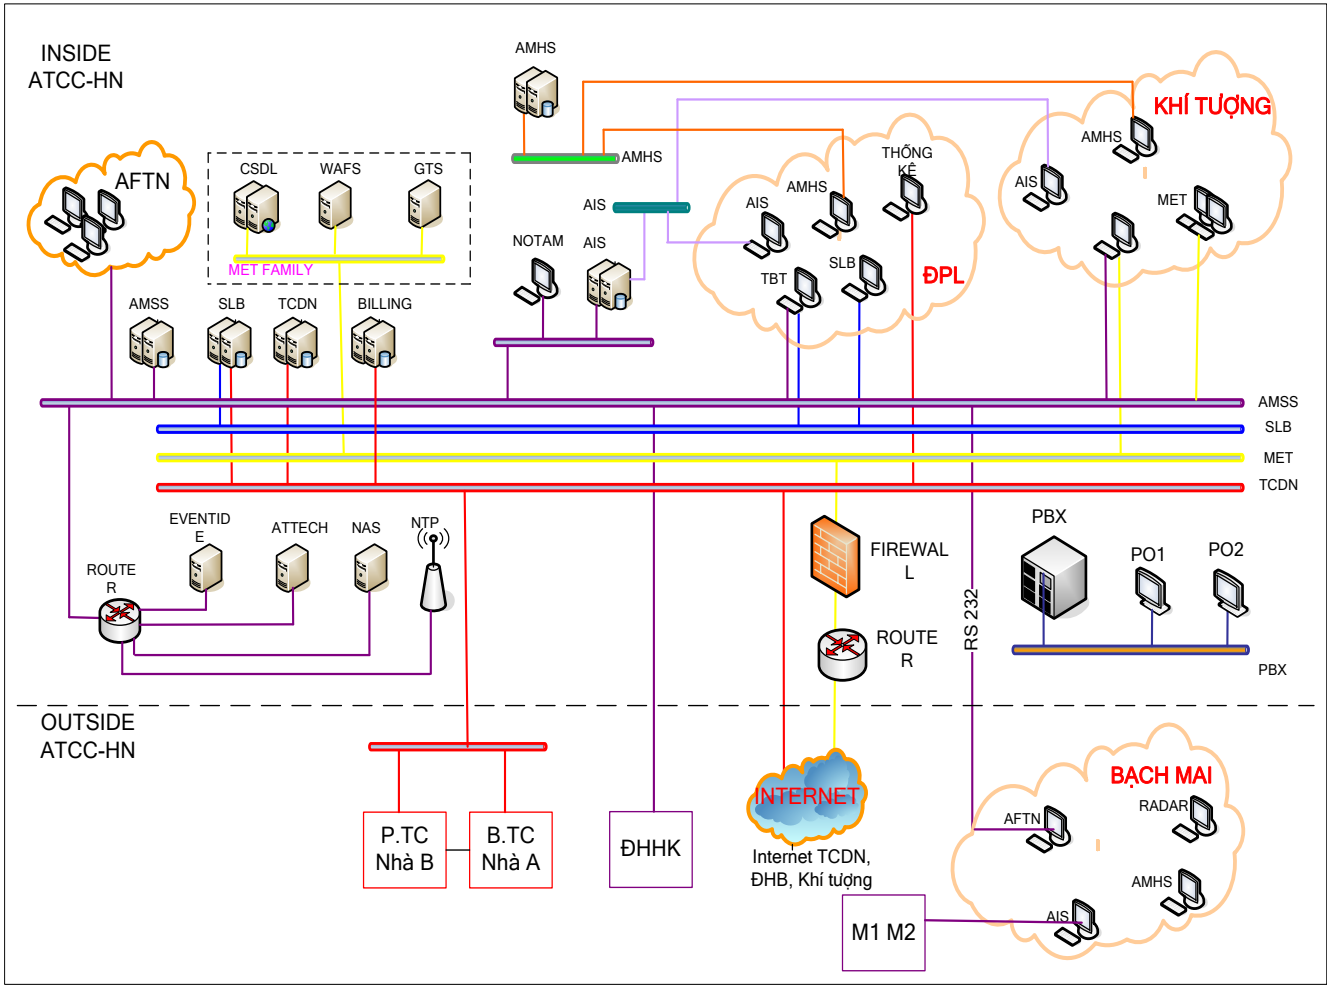 INSIDE
ATCC-HN
AMHS
KHÍ TƯỢNG
AMHS
AMHS
THỐNG
KÊ
CSDL
WAFS
GTS
AFTN
AMHS
AIS
MET
AIS
AIS
NOTAM
AIS
MET FAMILY
TBT
SLB
ĐPL
AMSS
SLB
TCDN
BILLING
AMSS
SLB
MET
TCDN
EVENTID
E
ATTECH
NAS
NTP
ROUTE
R
FIREWAL
L
ROUTE
R
RS 232
PBX
PO1
PO2
PBX
OUTSIDE
ATCC-HN
BẠCH MAI
INTERNET
RADAR
AFTN
P.TC
Nhà B
B.TC
Nhà A
ĐHHK
Internet TCDN,
ĐHB, Khí tượng
AMHS
AIS
M1 M2